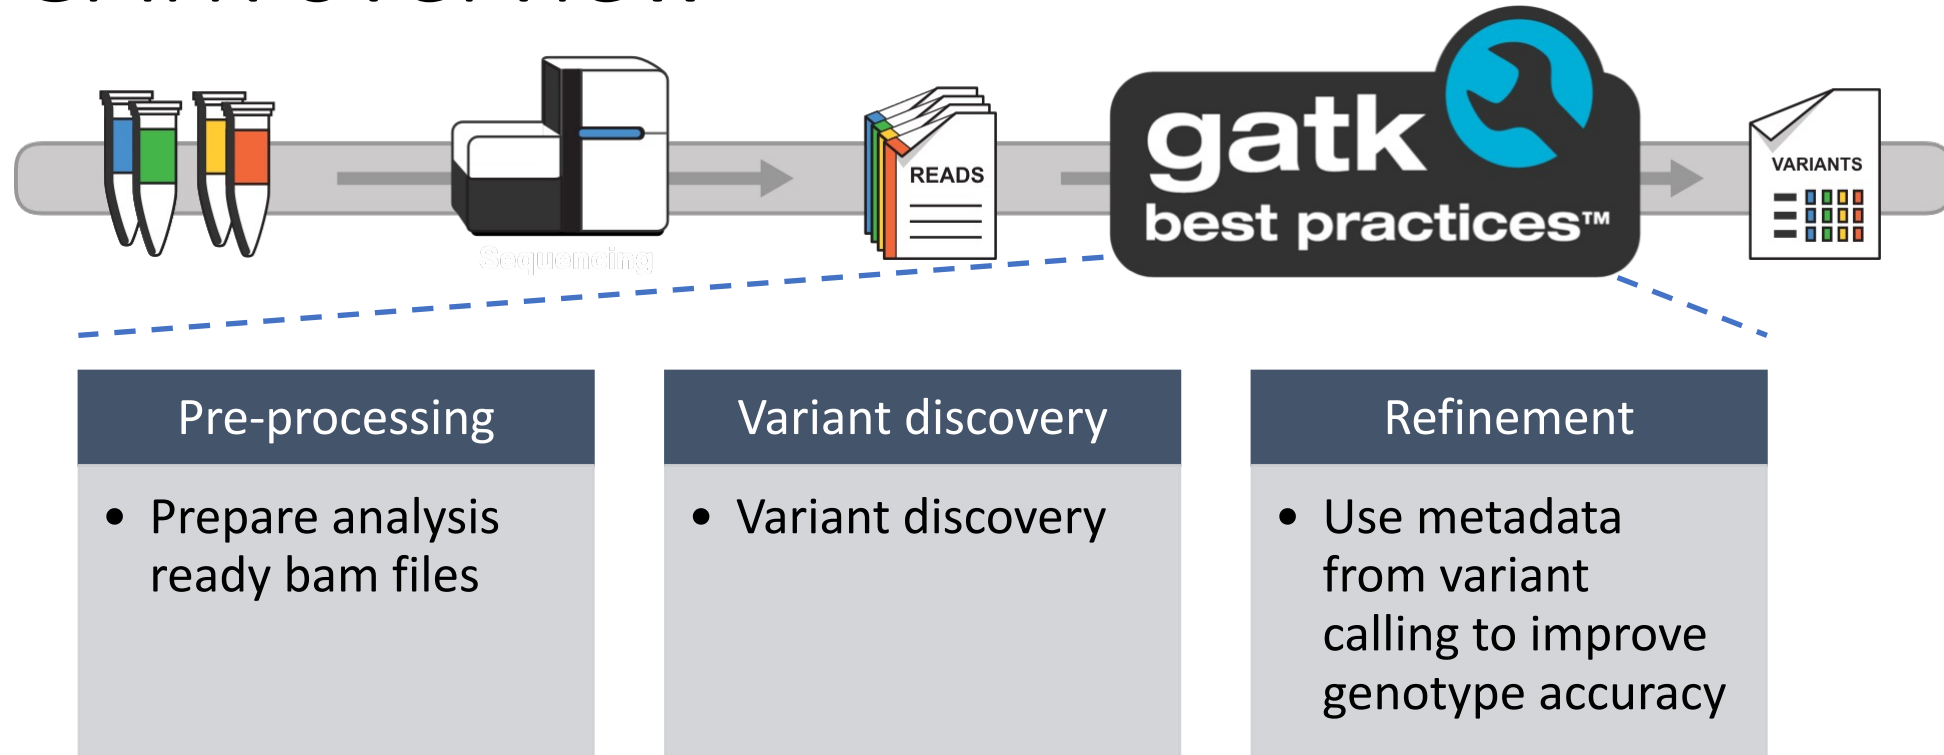 READS
gatk
best practices™
VARIANTS
Sequencing
Pre-processing
• Prepare analysis
ready bam files
Variant discovery
• Variant discovery
Refinement
• Use metadata
from variant
calling to improve
genotype accuracy